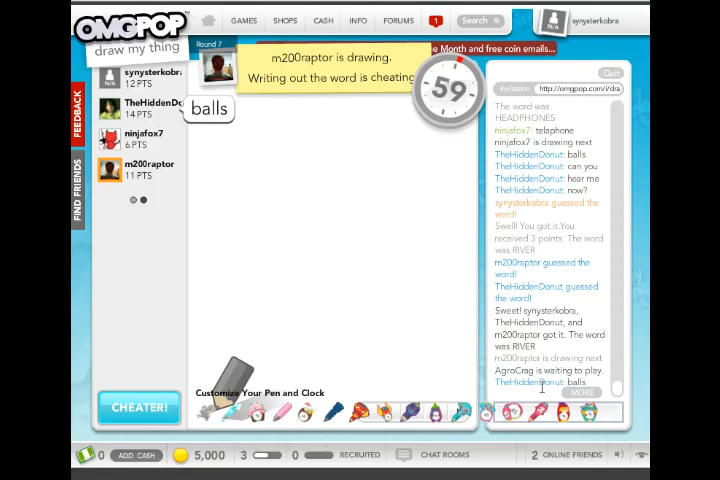 OMGPOP
GAMES
SHOPS
CASH
INFO
FORUMS
1
Search
N/A
synysterkobra
draw my thing
Round 7
e Month and free coin emails...
m200raptor is drawing.
Writing out the word is cheating
59
N/A
synysterkobra
12 PTS
TheHiddenDo
14 PTS
balls
ninjafox7
6 PTS
m200raptor
11 PTS
FEEDBACK
FIND FRIENDS
Quit
Invitation
http://omgpop.com/i/dra
The word was
HEADPHONES
ninjafox7: telaphone
ninjafox7 is drawing next
TheHiddenDonut: balls
TheHiddenDonut: can you
TheHiddenDonut: hear me
TheHiddenDonut: now?
synysterkobra guessed the
word!
Swell! You got it.You
received 3 points. The word
was RIVER
m200raptor guessed the
word!
TheHiddenDonut guessed
the word!
Sweet! synysterkobra,
TheHiddenDonut, and
m200raptor got it. The word
was RIVER
m200raptor is drawing next
AgroCrag is waiting to play.
TheHiddenDonut: balls
MORE
Customize Your Pen and Clock
CHEATER!
0
ADD CASH
5,000
3
0
RECRUITED
CHAT ROOMS
2 ONLINE FRIENDS